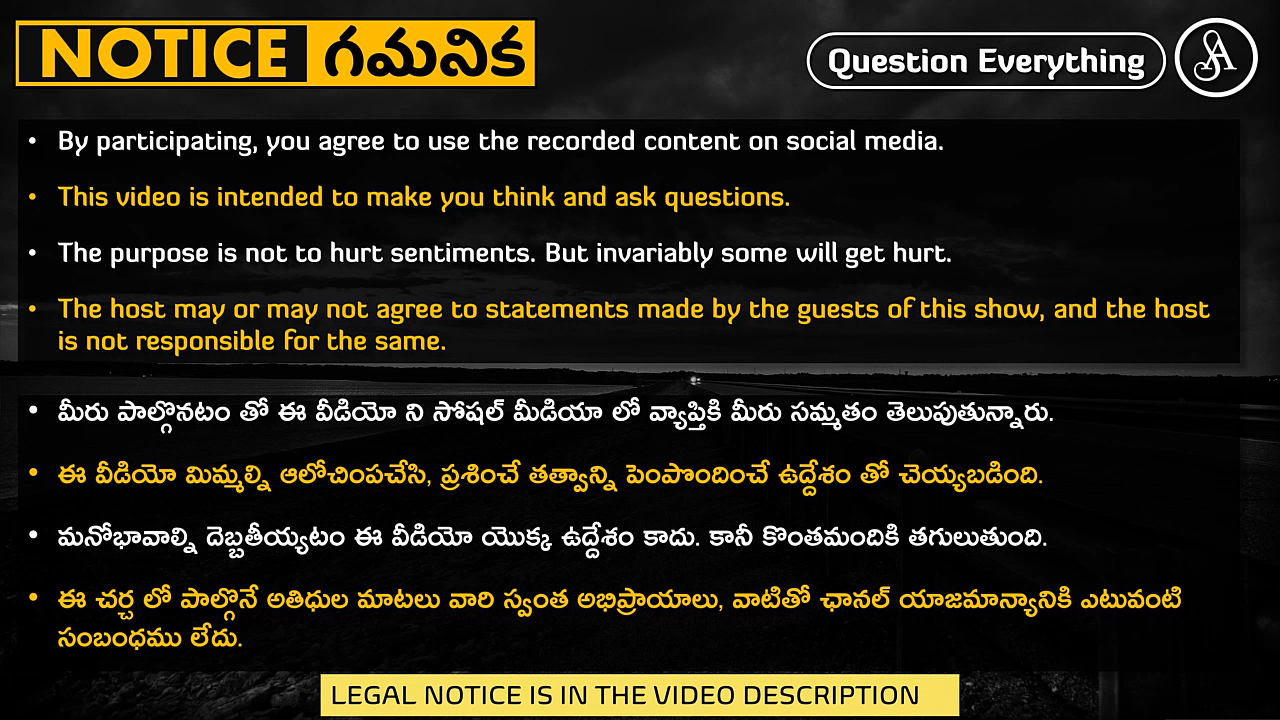 NOTICE గమనిక
Question Everything
• By participating, you agree to use the recorded content on social media.
• This video is intended to make you think and ask questions.
• The purpose is not to hurt sentiments. But invariably some will get hurt.
• The host may or may not agree to statements made by the guests of this show, and the host
is not responsible for the same.
• మీరు పాల్గొనటం తో ఈ వీడియో ని సోషల్ మీడియా లో వ్యాప్తికి మీరు సమ్మతం తెలుపుతున్నారు.
• ఈ వీడియో మిమ్మల్ని ఆలోచింపచేసి, ప్రశించే తత్వాన్ని పెంపొందించే ఉద్దేశం తో చెయ్యబడింది.
• మనోభావాల్ని దెబ్బతీయ్యటం ఈ వీడియో యొక్క ఉద్దేశం కాదు. కానీ కొంతమందికి తగులుతుంది.
• ఈ చర్చ లో పాల్గొనే అతిధుల మాటలు వారి స్వంత అభిప్రాయాలు, వాటితో ఛానల్ యాజమాన్యానికి ఎటువంటి
సంబంధము లేదు.
LEGAL NOTICE IS IN THE VIDEO DESCRIPTION